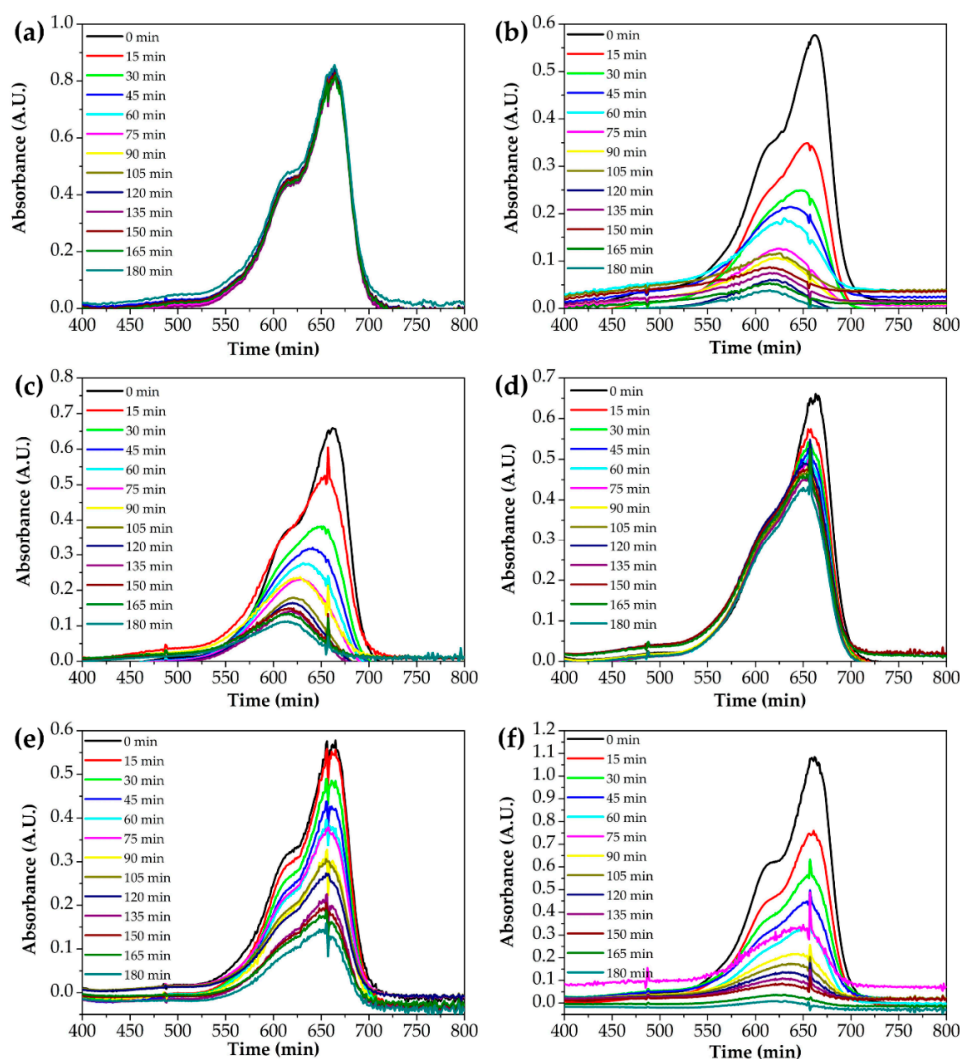 (a)
1.0
0.8
0.6
0.4
0.2
0.0
Absorbance (A.U.)
0 min
15 min
30 min
45 min
60 min
75 min
90 min
105 min
120 min
135 min
150 min
165 min
180 min
400 450 500 550 600 650 700 750 800
Time (min)
(b)
0.6
0.5
0.4
0.3
0.2
0.1
0.0
Absorbance (A.U.)
0 min
15 min
30 min
45 min
60 min
75 min
90 min
105 min
120 min
135 min
150 min
165 min
180 min
400 450 500 550 600 650 700 750 800
Time (min)
(c)
0.8
0.7
0.6
0.5
0.4
0.3
0.2
0.1
0.0
Absorbance (A.U.)
0 min
15 min
30 min
45 min
60 min
75 min
90 min
105 min
120 min
135 min
150 min
165 min
180 min
400 450 500 550 600 650 700 750 800
Time (min)
(d)
0.7
0.6
0.5
0.4
0.3
0.2
0.1
0.0
Absorbance (A.U.)
0 min
15 min
30 min
45 min
60 min
75 min
90 min
105 min
120 min
135 min
150 min
165 min
180 min
400 450 500 550 600 650 700 750 800
Time (min)
(e)
0.6
0.5
0.4
0.3
0.2
0.1
0.0
Absorbance (A.U.)
0 min
15 min
30 min
45 min
60 min
75 min
90 min
105 min
120 min
135 min
150 min
165 min
180 min
400 450 500 550 600 650 700 750 800
Time (min)
(f)
1.2
1.1
1.0
0.9
0.8
0.7
0.6
0.5
0.4
0.3
0.2
0.1
0.0
Absorbance (A.U.)
0 min
15 min
30 min
45 min
60 min
75 min
90 min
105 min
120 min
135 min
150 min
165 min
180 min
400 450 500 550 600 650 700 750 800
Time (min)